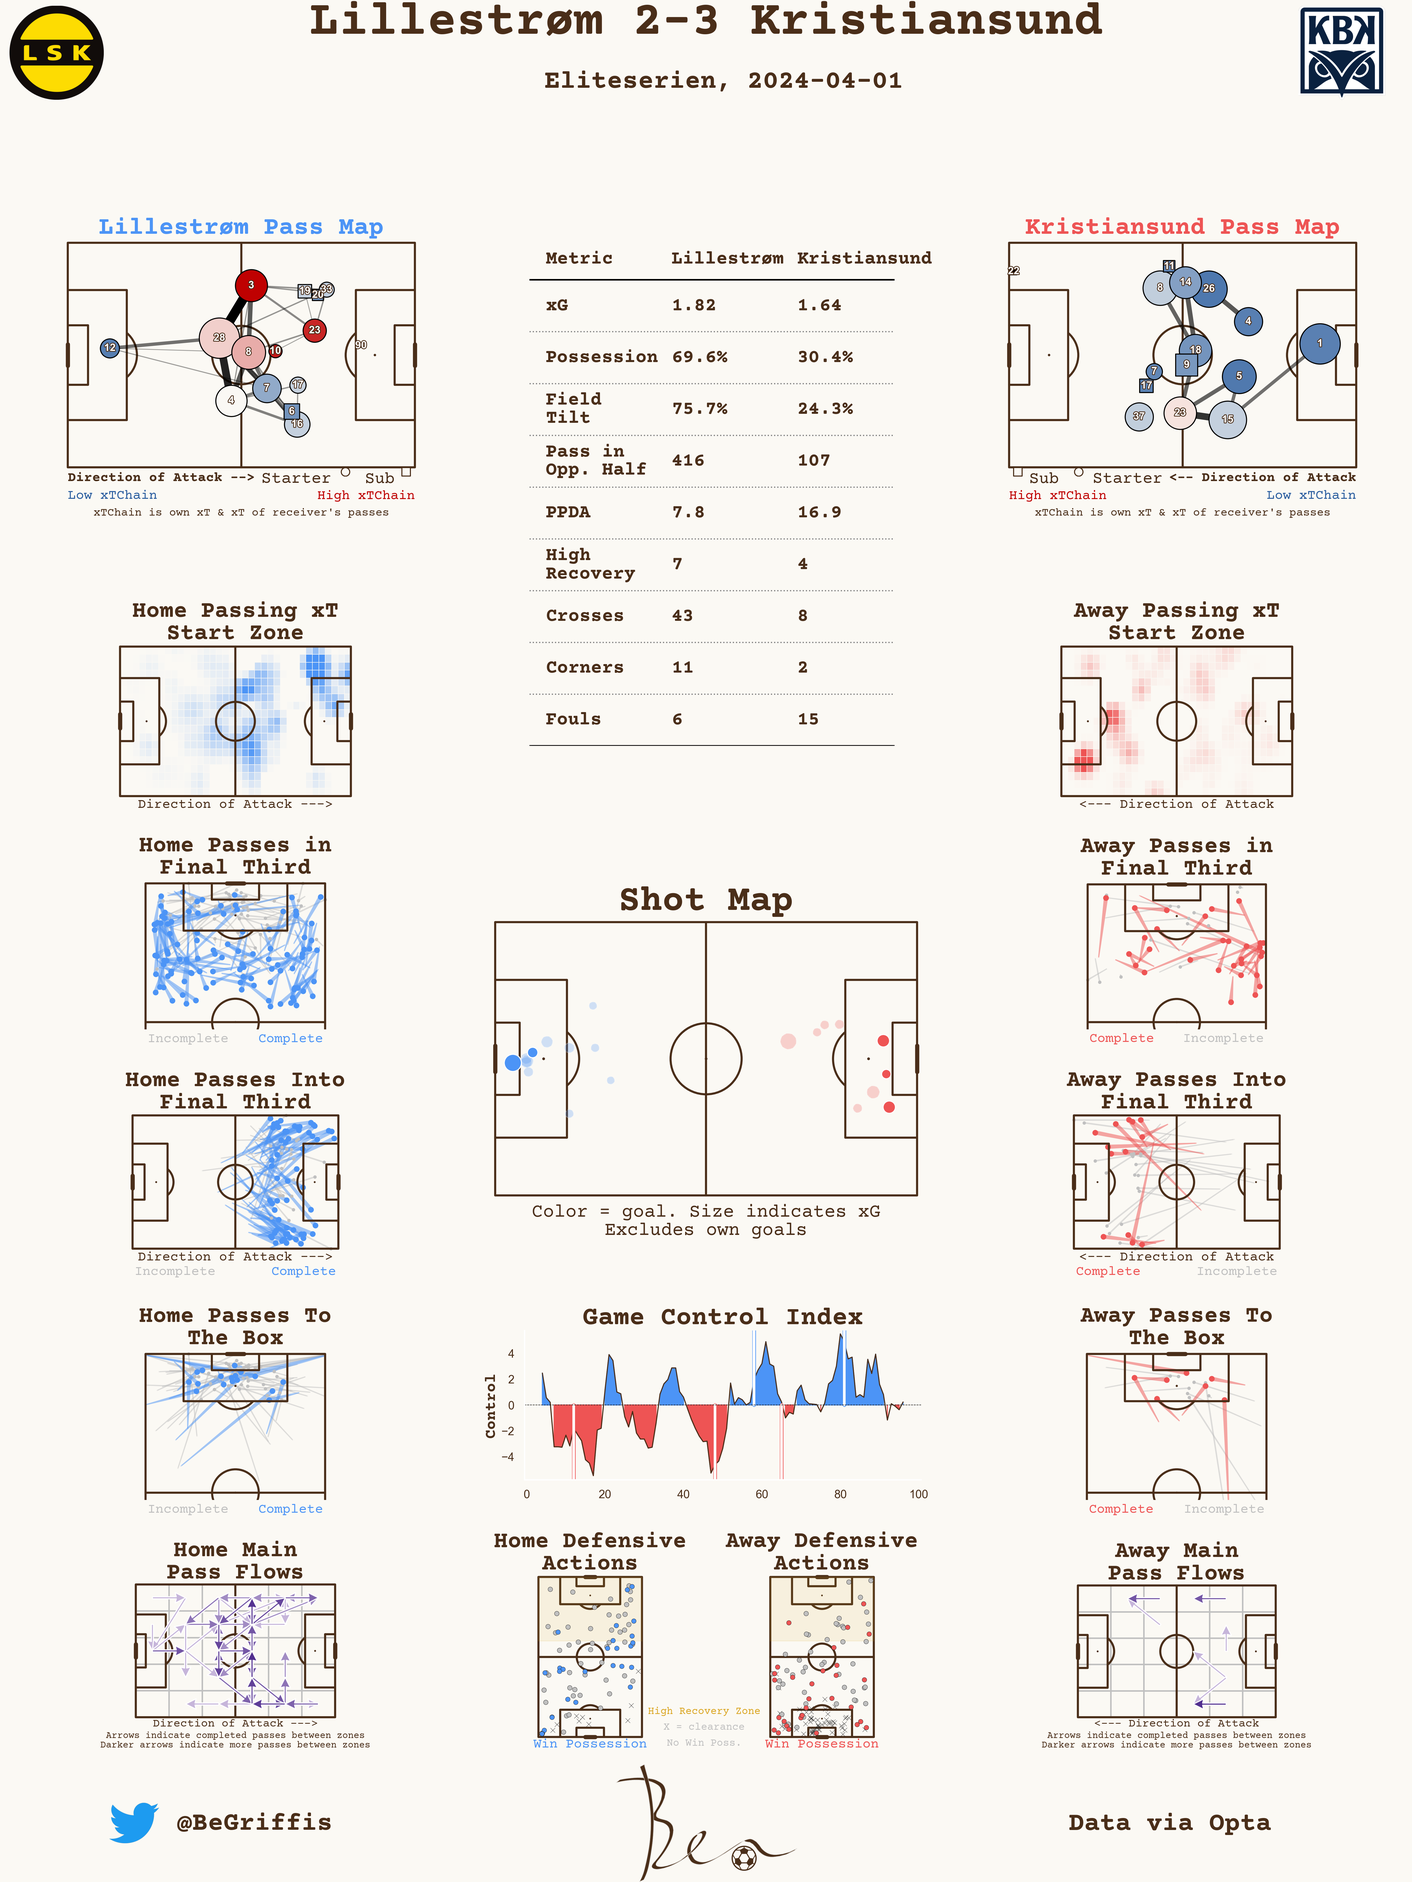 Lillestrøm 2-3 Kristiansund
Eliteserien, 2024-04-01
LSK
KBK
Lillestrøm Pass Map
3
19
20
33
28
23
12
8
10
90
7
17
4
6
16
Direction of Attack --> Starter Sub
Low xTChain High xTChain
xTChain is own xT & xT of receiver's passes
Metric Lillestrøm Kristiansund
xG 1.82 1.64
Possession 69.6% 30.4%
Field
Tilt 75.7% 24.3%
Pass in
Opp. Half 416 107
PPDA 7.8 16.9
High
Recovery 7 4
Crosses 43 8
Corners 11 2
Fouls 6 15
Kristiansund Pass Map
22
11
8
14
26
4
18
1
9
7
5
17
37
23
15
Sub Starter <-- Direction of Attack
High xTChain Low xTChain
xTChain is own xT & xT of receiver's passes
Home Passing xT
Start Zone
Direction of Attack --->
Away Passing xT
Start Zone
<--- Direction of Attack
Home Passes in
Final Third
Incomplete Complete
Shot Map
Color = goal. Size indicates xG
Excludes own goals
Away Passes in
Final Third
Complete Incomplete
Home Passes Into
Final Third
Direction of Attack --->
Incomplete Complete
Away Passes Into
Final Third
<--- Direction of Attack
Complete Incomplete
Home Passes To
The Box
Incomplete Complete
Game Control Index
Control
4
2
0
−2
−4
0 20 40 60 80 100
Away Passes To
The Box
Complete Incomplete
Home Main
Pass Flows
Direction of Attack --->
Arrows indicate completed passes between zones
Darker arrows indicate more passes between zones
Home Defensive
Actions
Win Possession
High Recovery Zone
X = clearance
No Win Poss.
Away Defensive
Actions
Win Possession
Away Main
Pass Flows
<--- Direction of Attack
Arrows indicate completed passes between zones
Darker arrows indicate more passes between zones
@BeGriffis
Ben
Data via Opta